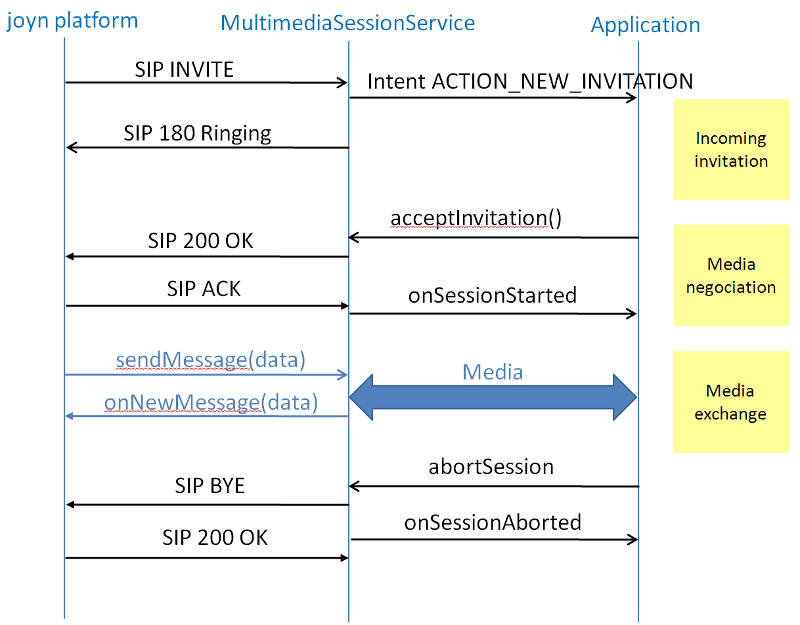 joyn platform
MultimediaSessionService
Application
SIP INVITE
Intent ACTION_NEW_INVITATION
SIP 180 Ringing
Incoming
invitation
acceptInvitation()
SIP 200 OK
Media
negociation
SIP ACK
onSessionStarted
sendMessage(data)
Media
onNewMessage(data)
Media
exchange
abortSession
SIP BYE
onSessionAborted
SIP 200 OK